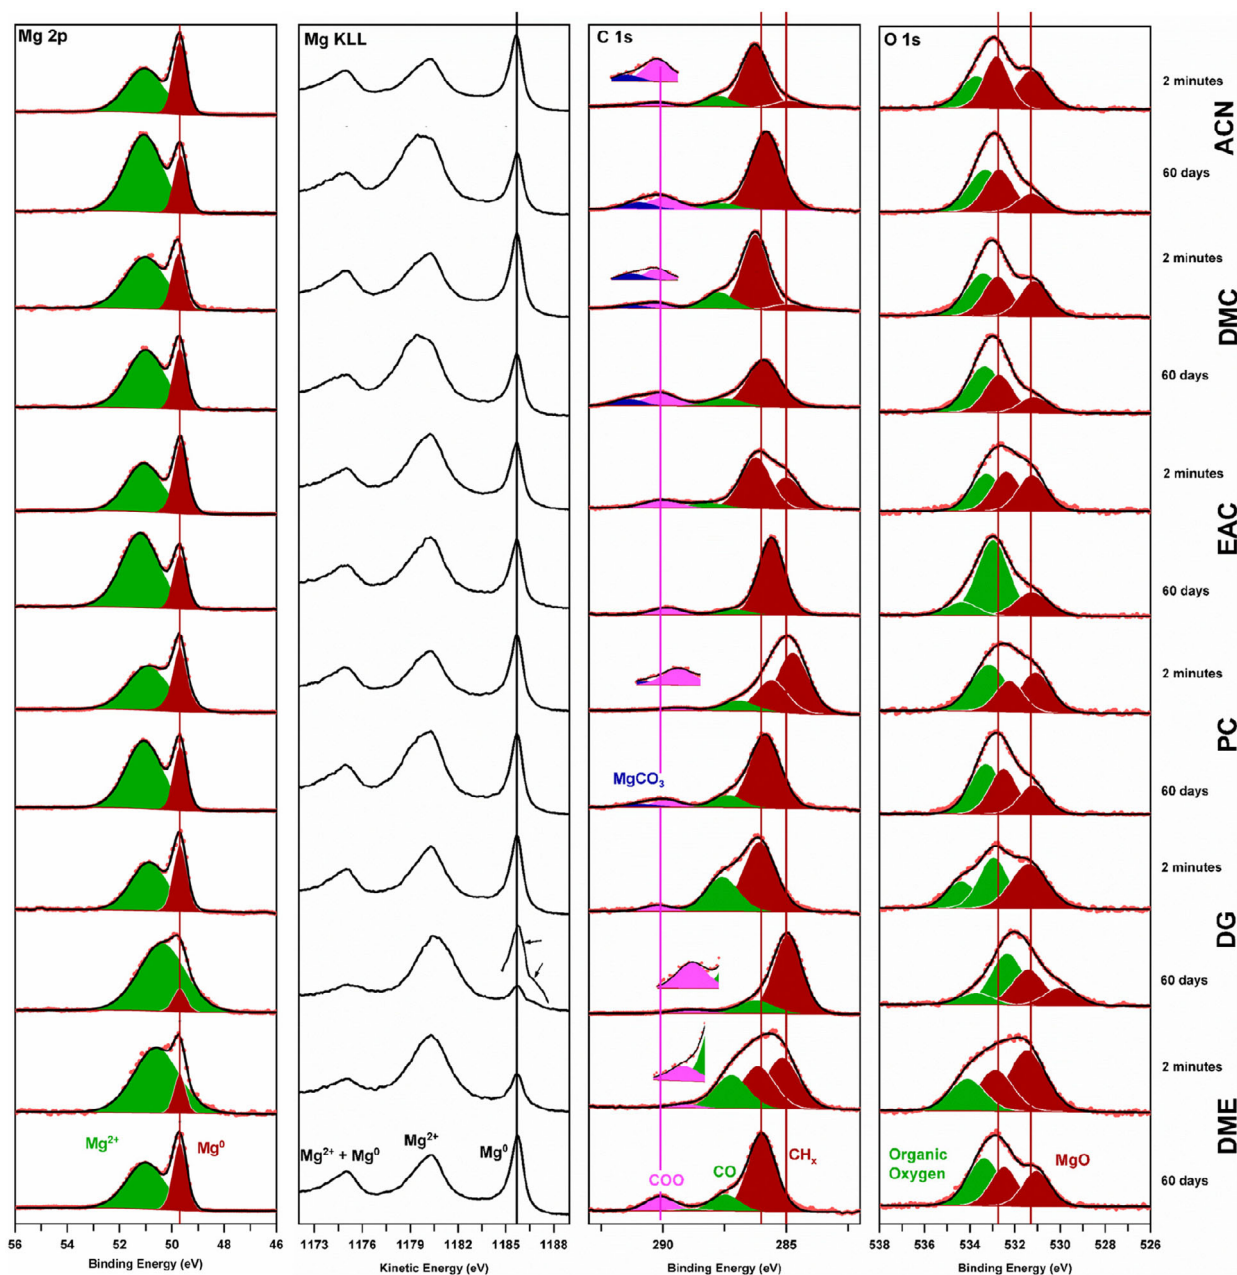 Mg 2p
Mg KLL
C 1s
O 1s
2 minutes
ACN
60 days
2 minutes
DMC
60 days
2 minutes
EAC
60 days
2 minutes
PC
MgCO₃
60 days
2 minutes
DG
60 days
2 minutes
DME
Mg²⁺
Mg⁰
Mg²⁺ + Mg⁰
Mg²⁺
Mg⁰
COO
CO
CHₓ
Organic
Oxygen
MgO
60 days
56 54 52 50 48 46
1173 1176 1179 1182 1185 1188
290 285
538 536 534 532 530 528 526
Binding Energy (eV)
Kinetic Energy (eV)
Binding Energy (eV)
Binding Energy (eV)